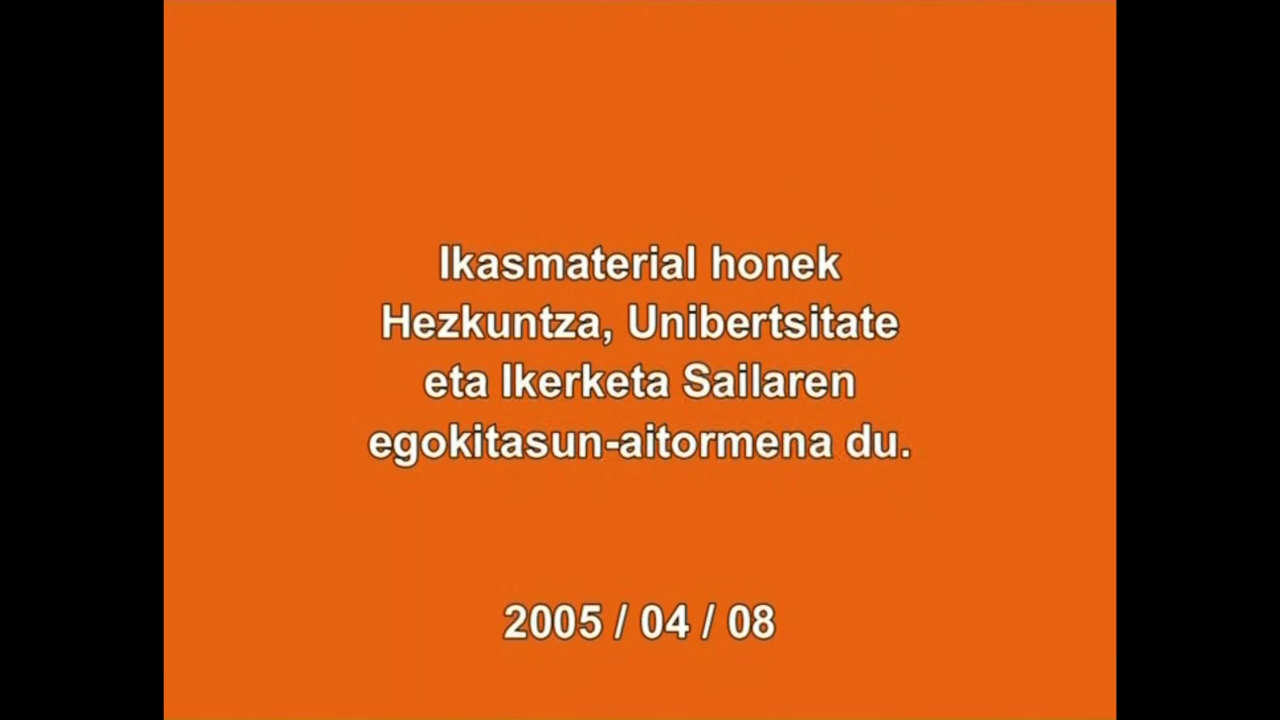 Ikasmaterial honek
Hezkuntza, Unibertsitate
eta Ikerketa Sailaren
egokitasun-aitormena du.
2005 / 04 / 08